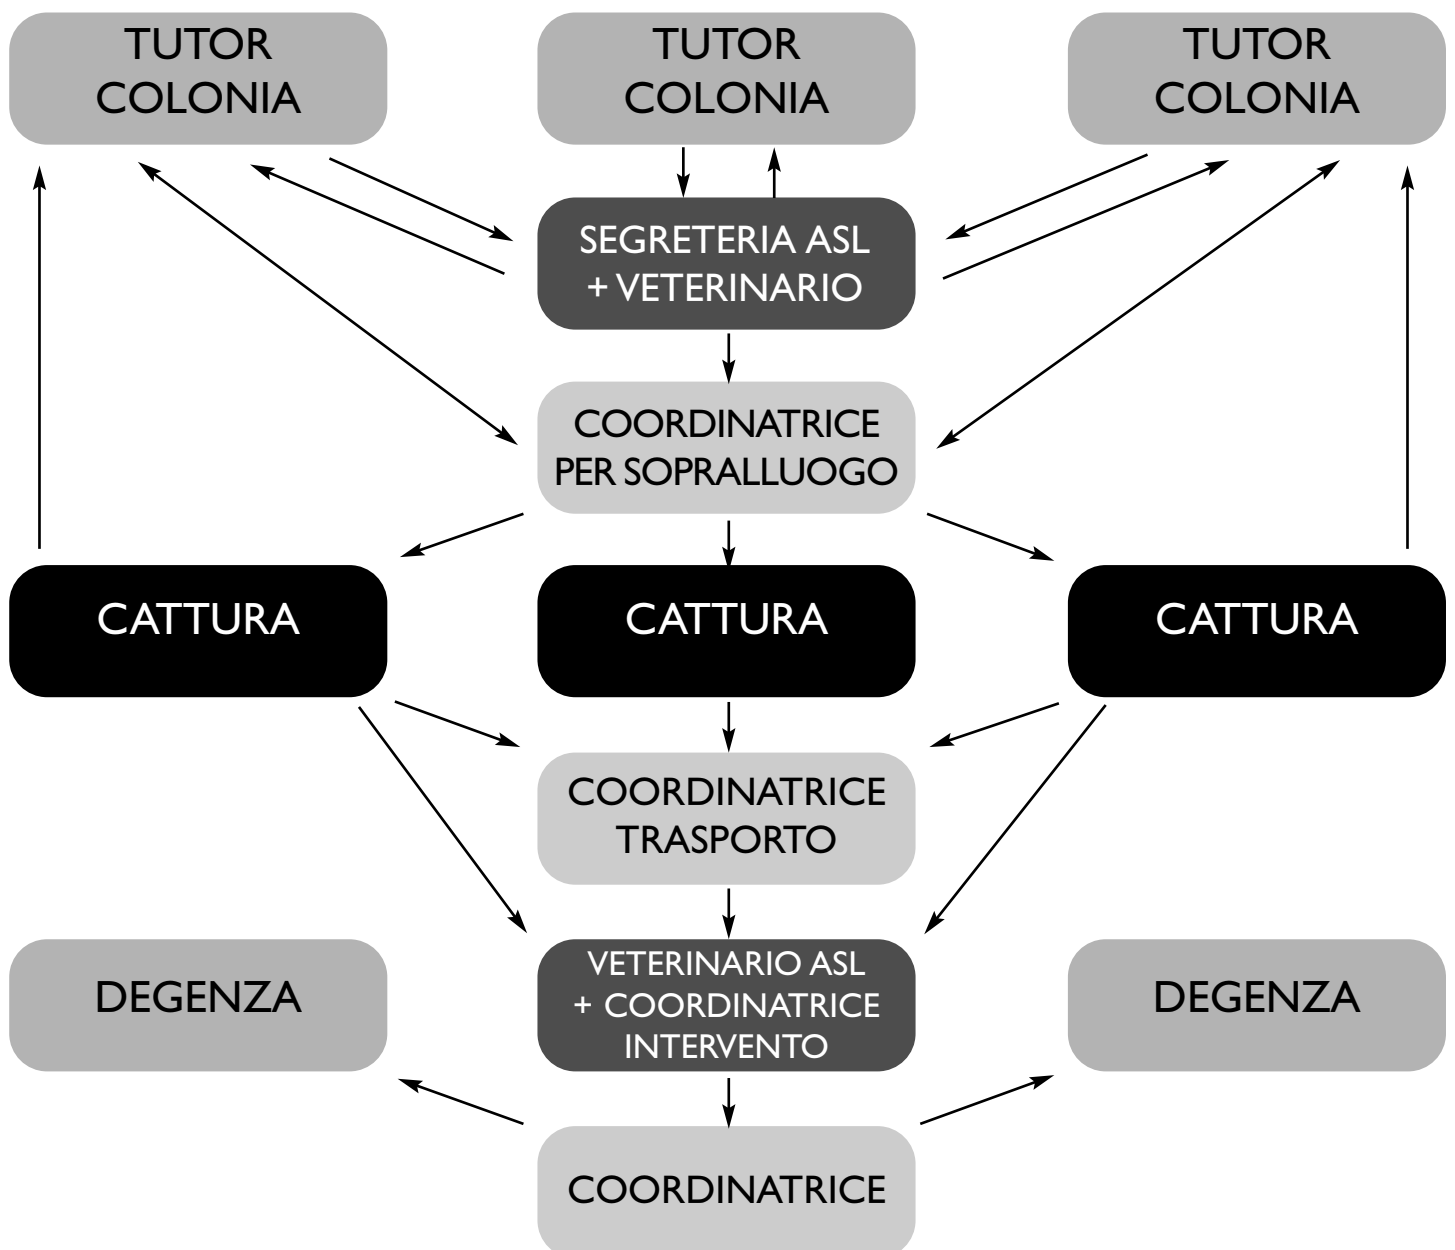 TUTOR
COLONIA
TUTOR
COLONIA
TUTOR
COLONIA
SEGRETERIA ASL
+ VETERINARIO
COORDINATRICE
PER SOPRALLUOGO
CATTURA
CATTURA
CATTURA
COORDINATRICE
TRASPORTO
DEGENZA
VETERINARIO ASL
+ COORDINATRICE
INTERVENTO
DEGENZA
COORDINATRICE